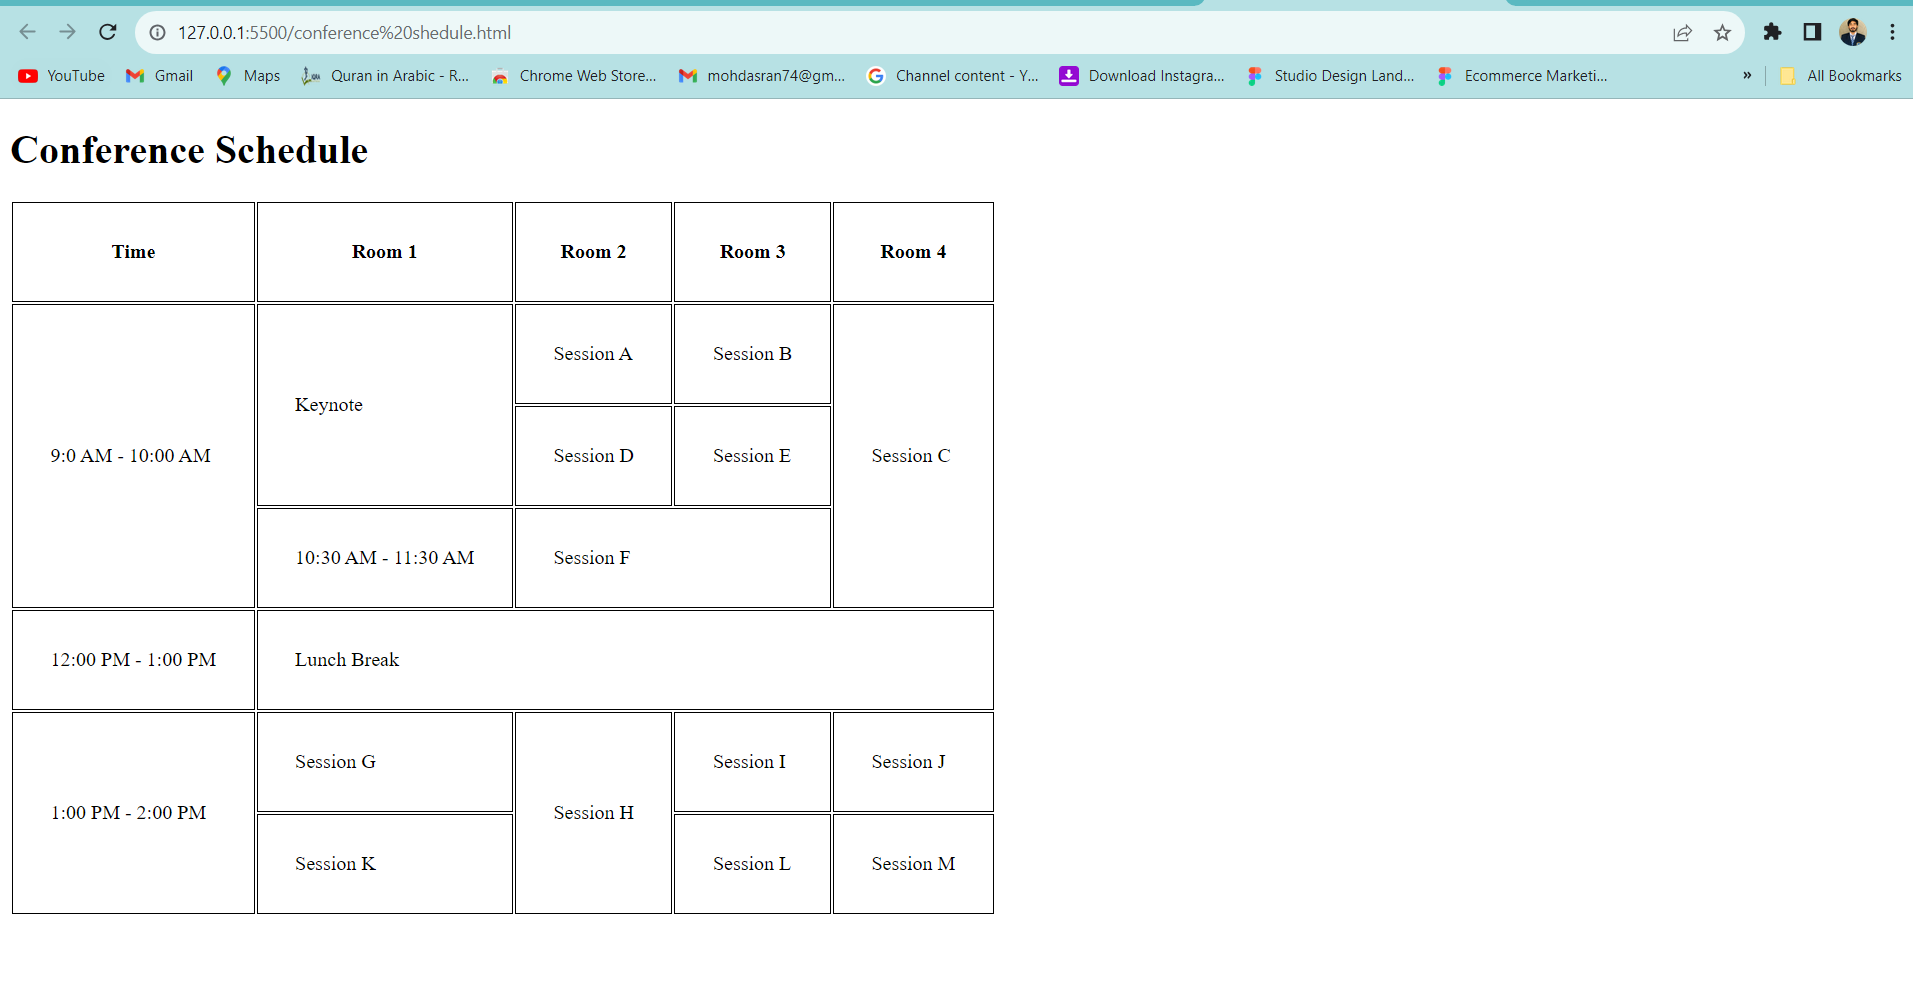 127.0.0.1:5500/conference%20shedule.html
YouTube Gmail Maps Quran in Arabic - R... Chrome Web Store... mohdasran74@gm... Channel content - Y... Download Instagra... Studio Design Land... Ecommerce Marketi... » All Bookmarks
Conference Schedule
Time Room 1 Room 2 Room 3 Room 4
Session A Session B
Keynote
9:0 AM - 10:00 AM Session D Session E Session C
10:30 AM - 11:30 AM Session F
12:00 PM - 1:00 PM Lunch Break
Session G Session I Session J
1:00 PM - 2:00 PM Session H
Session K Session L Session M